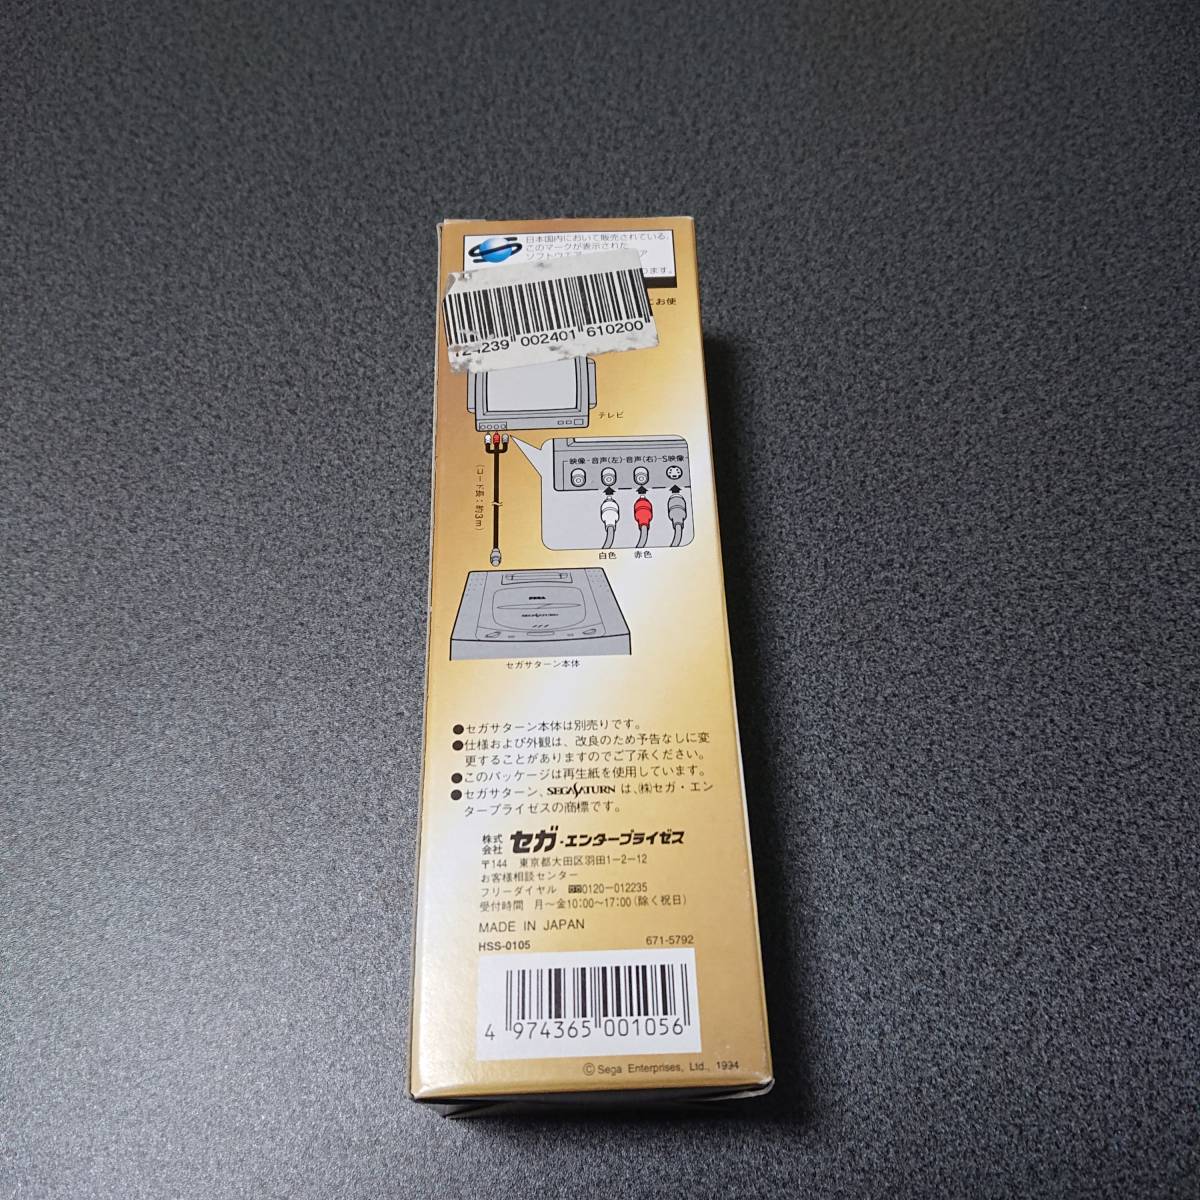 日本国内において販売されている、
このマークが表示された
ソフトウエア
ア
ります。
にお使
239 002401 610200
テレビ
映像 音声(左) 音声(右) S映像
(コード長:約3m)
白色 赤色
SEGA
SEGA SATURN
セガサターン本体
●セガサターン本体は別売りです。
●仕様および外観は、改良のため予告なしに変
更することがありますのでご了承ください。
●このパッケージは再生紙を使用しています。
●セガサターン、SEGA SATURN は、㈱セガ・エン
タープライゼスの商標です。
株式会社 セガ・エンタープライゼス
〒144 東京都大田区羽田1-2-12
お客様相談センター
フリーダイヤル 0120-012235
受付時間 月〜金10:00〜17:00(除く祝日)
MADE IN JAPAN
HSS-0105 671-5792
4 974365 001056
© Sega Enterprises, Ltd., 1994